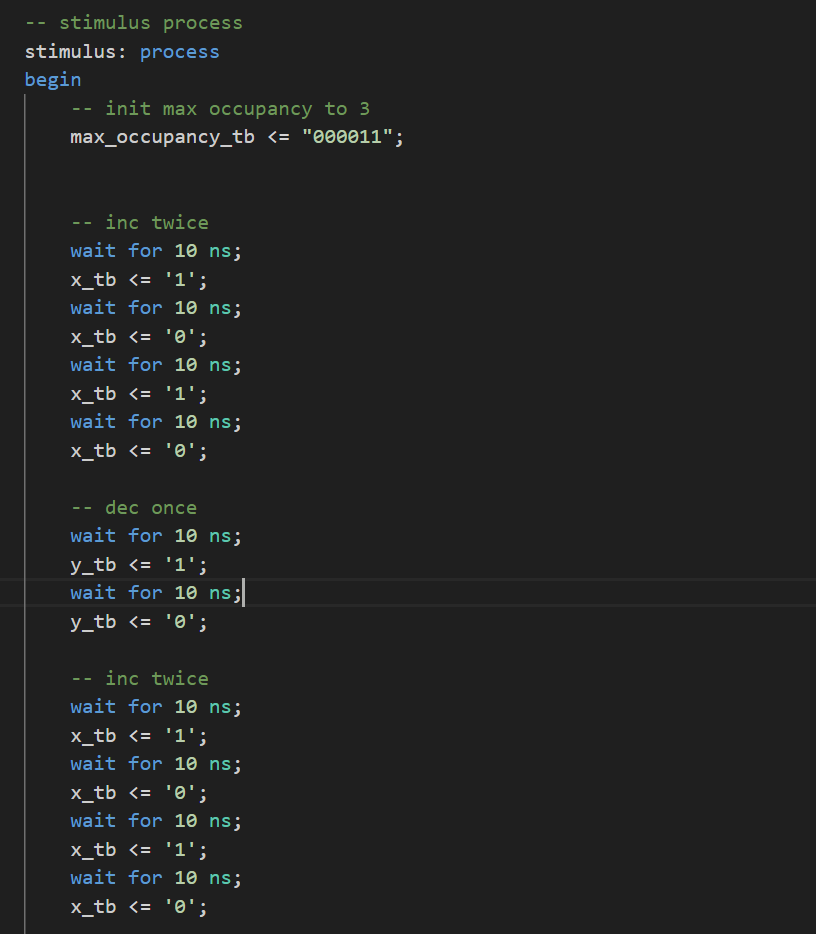 -- stimulus process
stimulus: process
begin
-- init max occupancy to 3
max_occupancy_tb <= "000011";
-- inc twice
wait for 10 ns;
x_tb <= '1';
wait for 10 ns;
x_tb <= '0';
wait for 10 ns;
x_tb <= '1';
wait for 10 ns;
x_tb <= '0';
-- dec once
wait for 10 ns;
y_tb <= '1';
wait for 10 ns;
y_tb <= '0';
-- inc twice
wait for 10 ns;
x_tb <= '1';
wait for 10 ns;
x_tb <= '0';
wait for 10 ns;
x_tb <= '1';
wait for 10 ns;
x_tb <= '0';